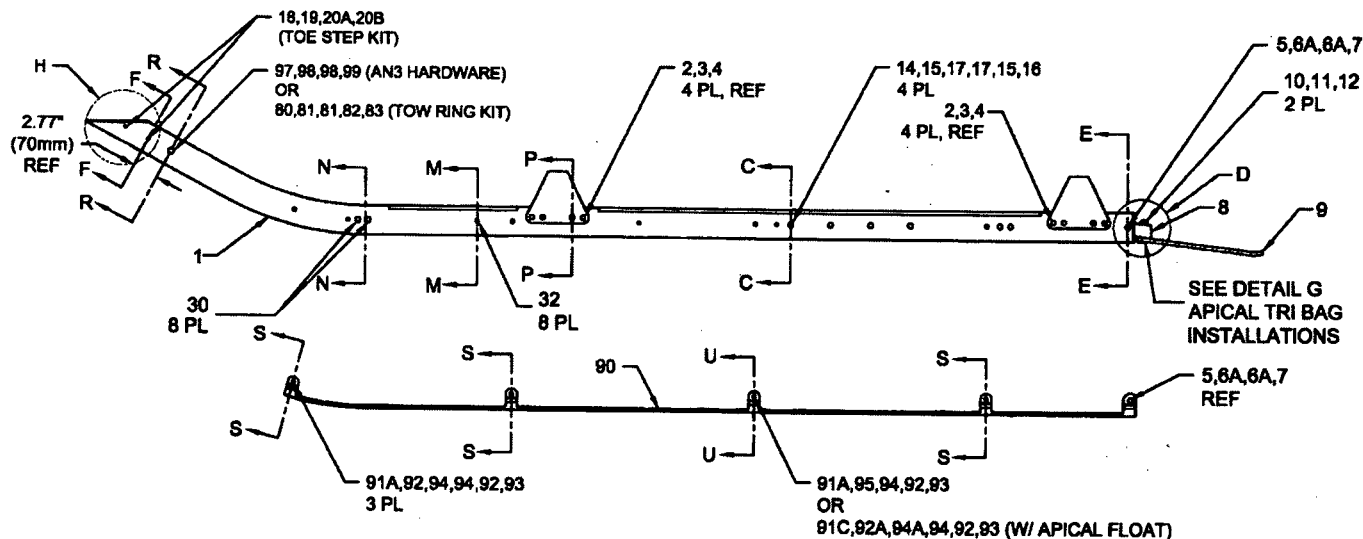 18,19,20A,20B
(TOE STEP KIT)
H
R
F
97,98,98,99 (AN3 HARDWARE)
OR
80,81,81,82,83 (TOW RING KIT)
2.77"
(70mm)
REF
F
R
2,3,4
4 PL, REF
14,15,17,17,15,16
4 PL
2,3,4
4 PL, REF
5,6A,6A,7
10,11,12
2 PL
N
M
P
C
E
D
8
9
1
N
M
P
C
E
30
8 PL
32
8 PL
SEE DETAIL G
APICAL TRI BAG
INSTALLATIONS
S
S
90
U
S
5,6A,6A,7
REF
S
S
U
S
91A,92,94,94,92,93
3 PL
91A,95,94,92,93
OR
91C,92A,94A,94,92,93 (W/ APICAL FLOAT)